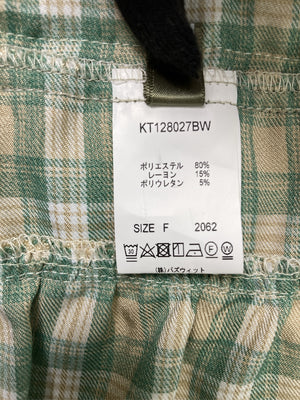 KT128027BW
ポリエステル 80%
レーヨン 15%
ポリウレタン 5%
SIZE F 2062
(株)バズウィット